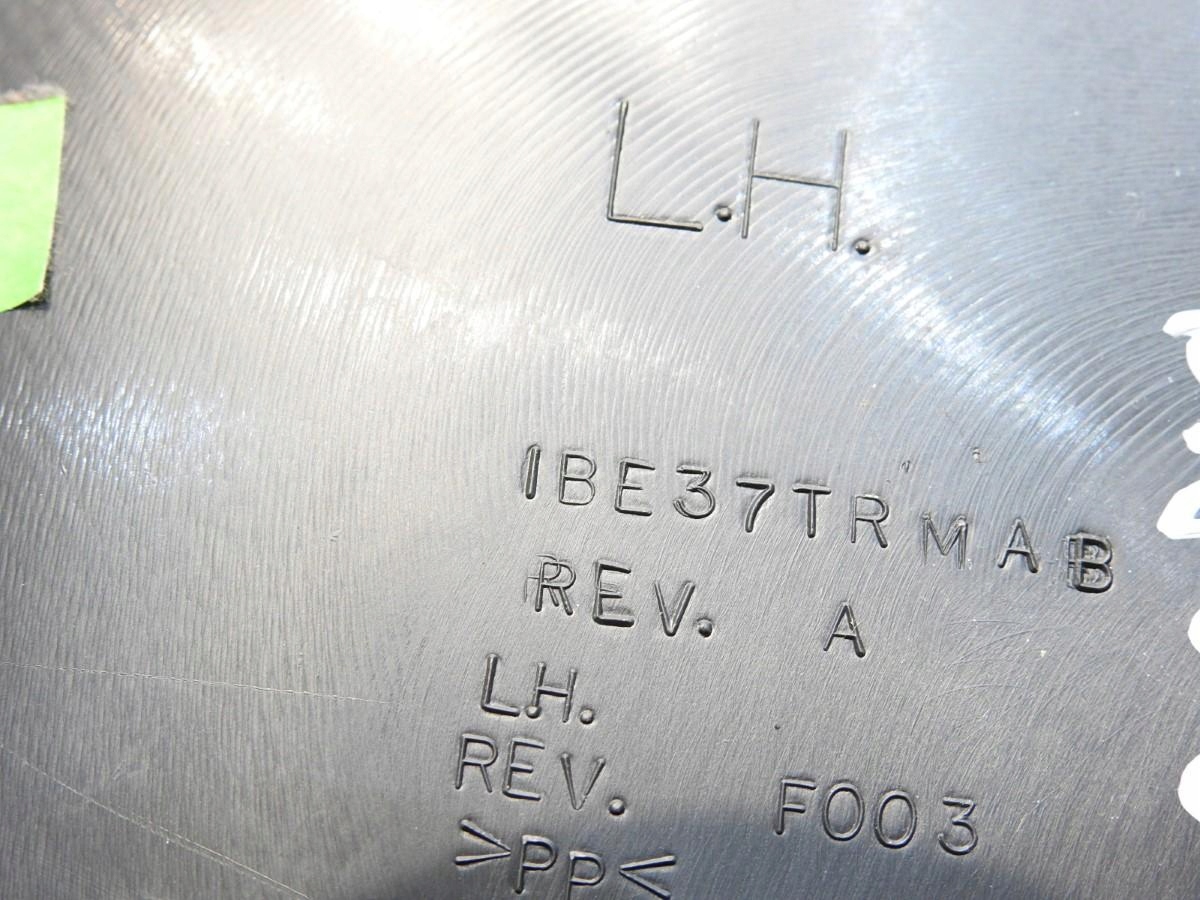 L.H.
1BE37TRMAB
REV. A
L.H.
REV. F003
>PP<